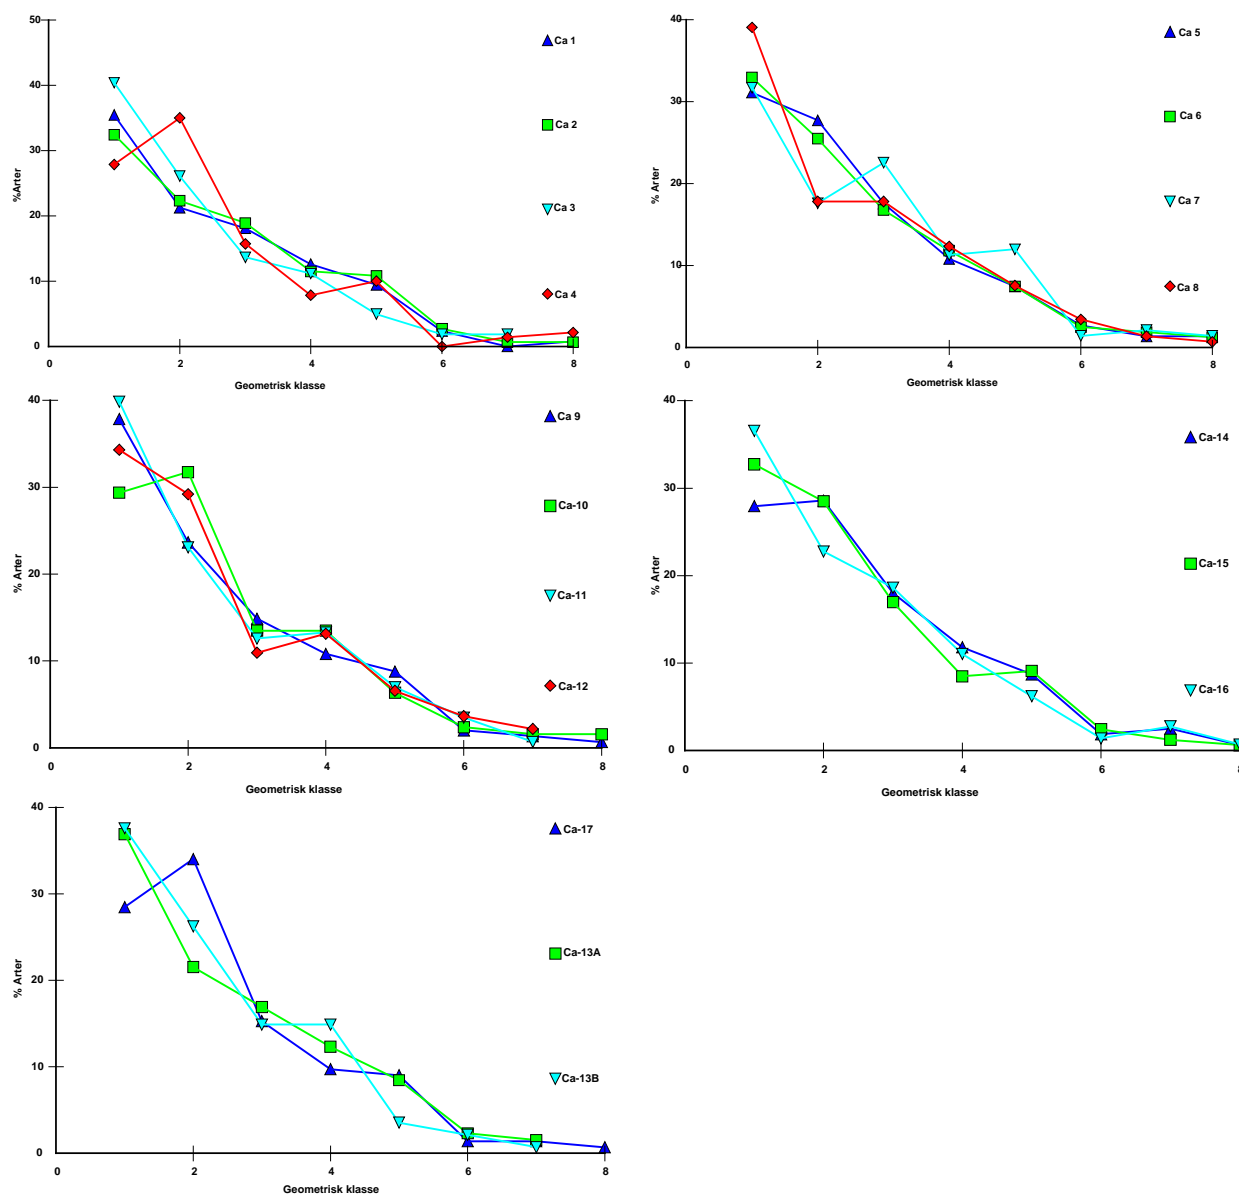 50
40
30
20
10
0
%Arter
0
2
4
6
8
Geometrisk klasse
Ca 1
Ca 2
Ca 3
Ca 4
40
30
20
10
0
% Arter
0
2
4
6
8
Geometrisk klasse
Ca 5
Ca 6
Ca 7
Ca 8
40
30
20
10
0
% Arter
0
2
4
6
8
Geometrisk klasse
Ca 9
Ca-10
Ca-11
Ca-12
40
30
20
10
0
% Arter
0
2
4
6
8
Geometrisk klasse
Ca-14
Ca-15
Ca-16
40
30
20
10
0
% Arter
0
2
4
6
8
Geometrisk klasse
Ca-17
Ca-13A
Ca-13B